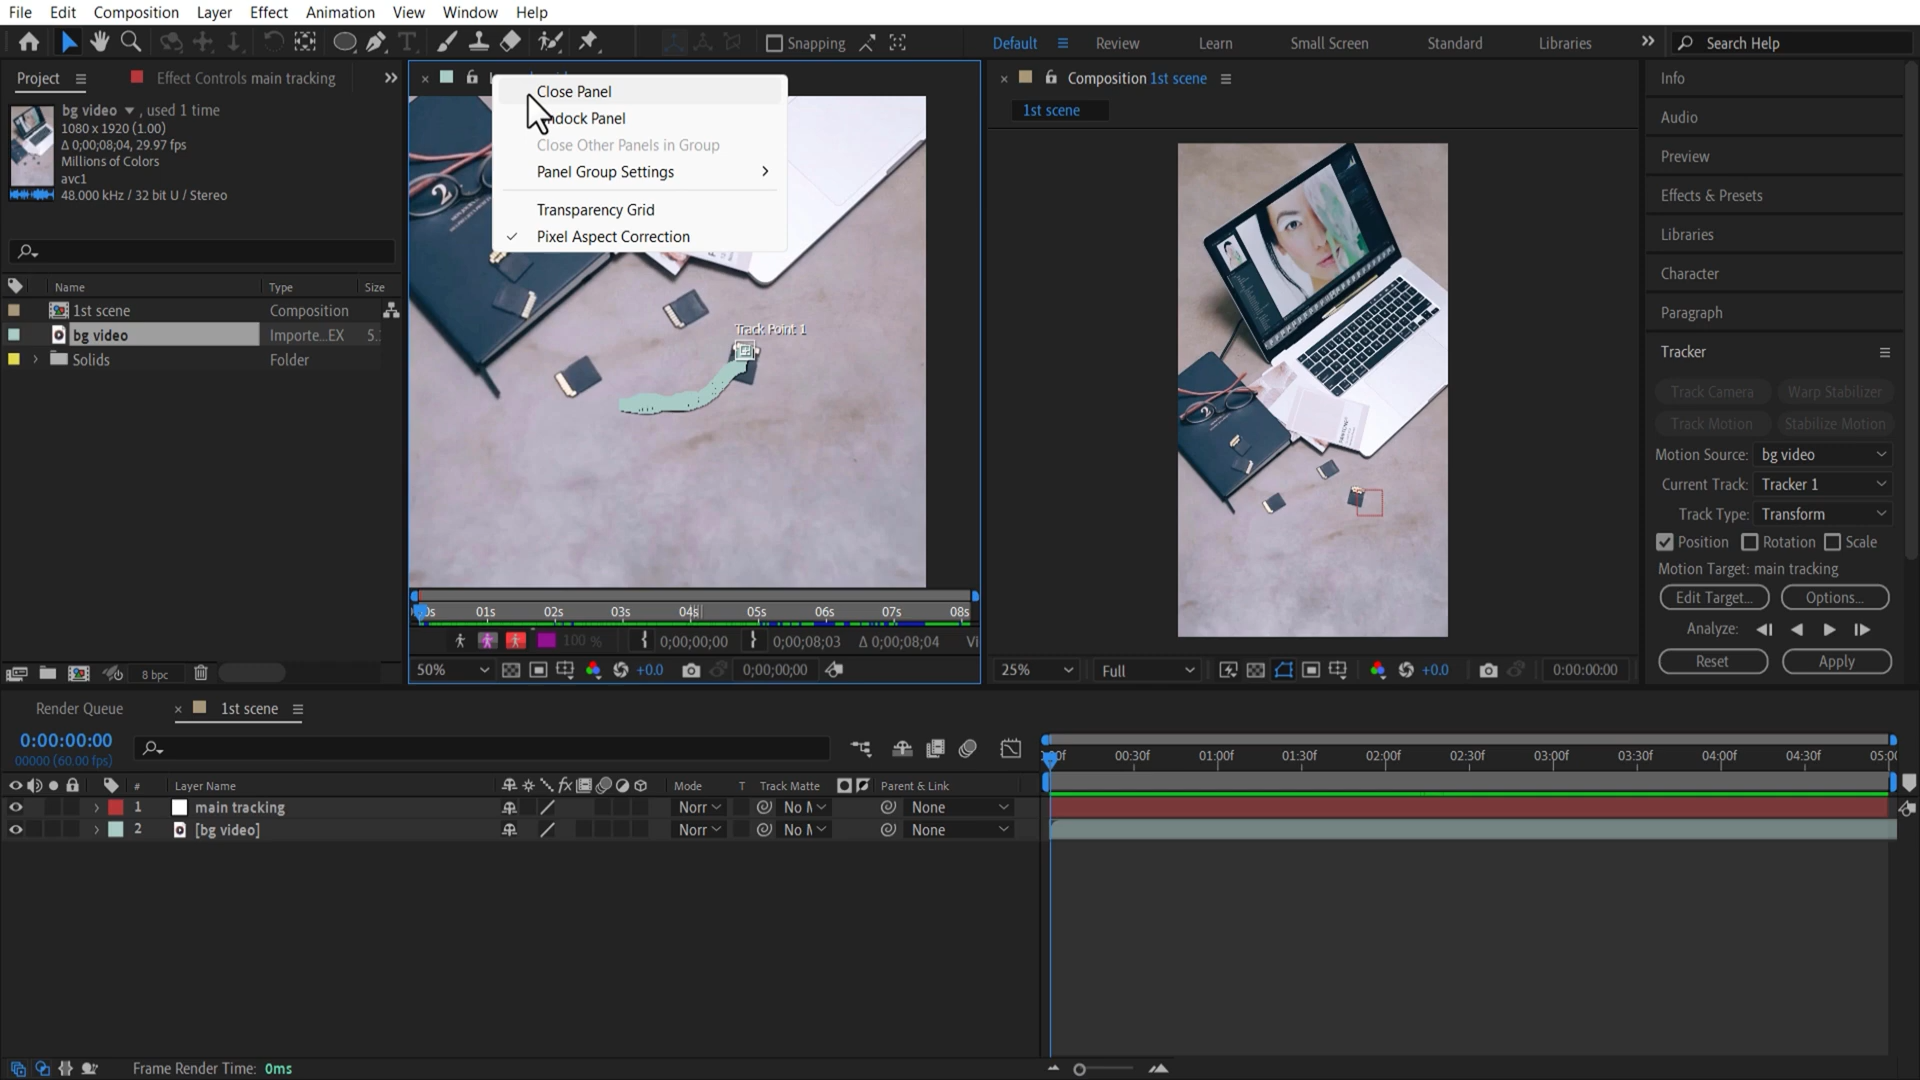 File Edit Composition Layer Effect Animation View Window Help
Snapping
Default Review Learn Small Screen Standard Libraries
Search Help
Project
Effect Controls main tracking
bg video , used 1 time
1080 x 1920 (1.00)
Δ 0;00;08;04, 29.97 fps
Millions of Colors
avc1
48.000 kHz / 32 bit U / Stereo
Name Type Size
1st scene Composition
bg video Importe...EX 5.
Solids Folder
8 bpc
Close Panel
ndock Panel
Close Other Panels in Group
Panel Group Settings
Transparency Grid
Pixel Aspect Correction
2
Track Point 1
0s 01s 02s 03s 04s 05s 06s 07s 08s
100 % 0;00;00;00 0;00;08;03 Δ 0;00;08;04 Vi
50% +0.0 0;00;00;00
Composition 1st scene
1st scene
2
25% Full +0.0 0:00:00:00
Info
Audio
Preview
Effects & Presets
Libraries
Character
Paragraph
Tracker
Track Camera Warp Stabilizer
Track Motion Stabilize Motion
Motion Source: bg video
Current Track: Tracker 1
Track Type: Transform
Position Rotation Scale
Motion Target: main tracking
Edit Target... Options...
Analyze:
Reset Apply
Render Queue
1st scene
0:00:00:00
00000 (60.00 fps)
:00f 00:30f 01:00f 01:30f 02:00f 02:30f 03:00f 03:30f 04:00f 04:30f 05:00
# Layer Name fx Mode T Track Matte Parent & Link
1 main tracking Norr No M None
2 [bg video] Norr No M None
Frame Render Time: 0ms